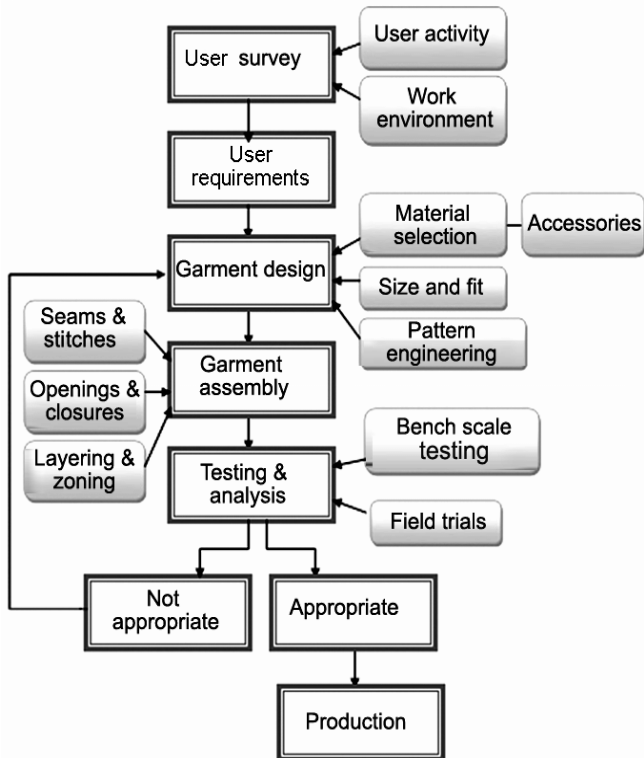 User survey
User activity
Work
environment
User
requirements
Material
selection
Accessories
Garment design
Size and fit
Pattern
engineering
Seams &
stitches
Openings &
closures
Layering &
zoning
Garment
assembly
Testing &
analysis
Bench scale
testing
Field trials
Not
appropriate
Appropriate
Production